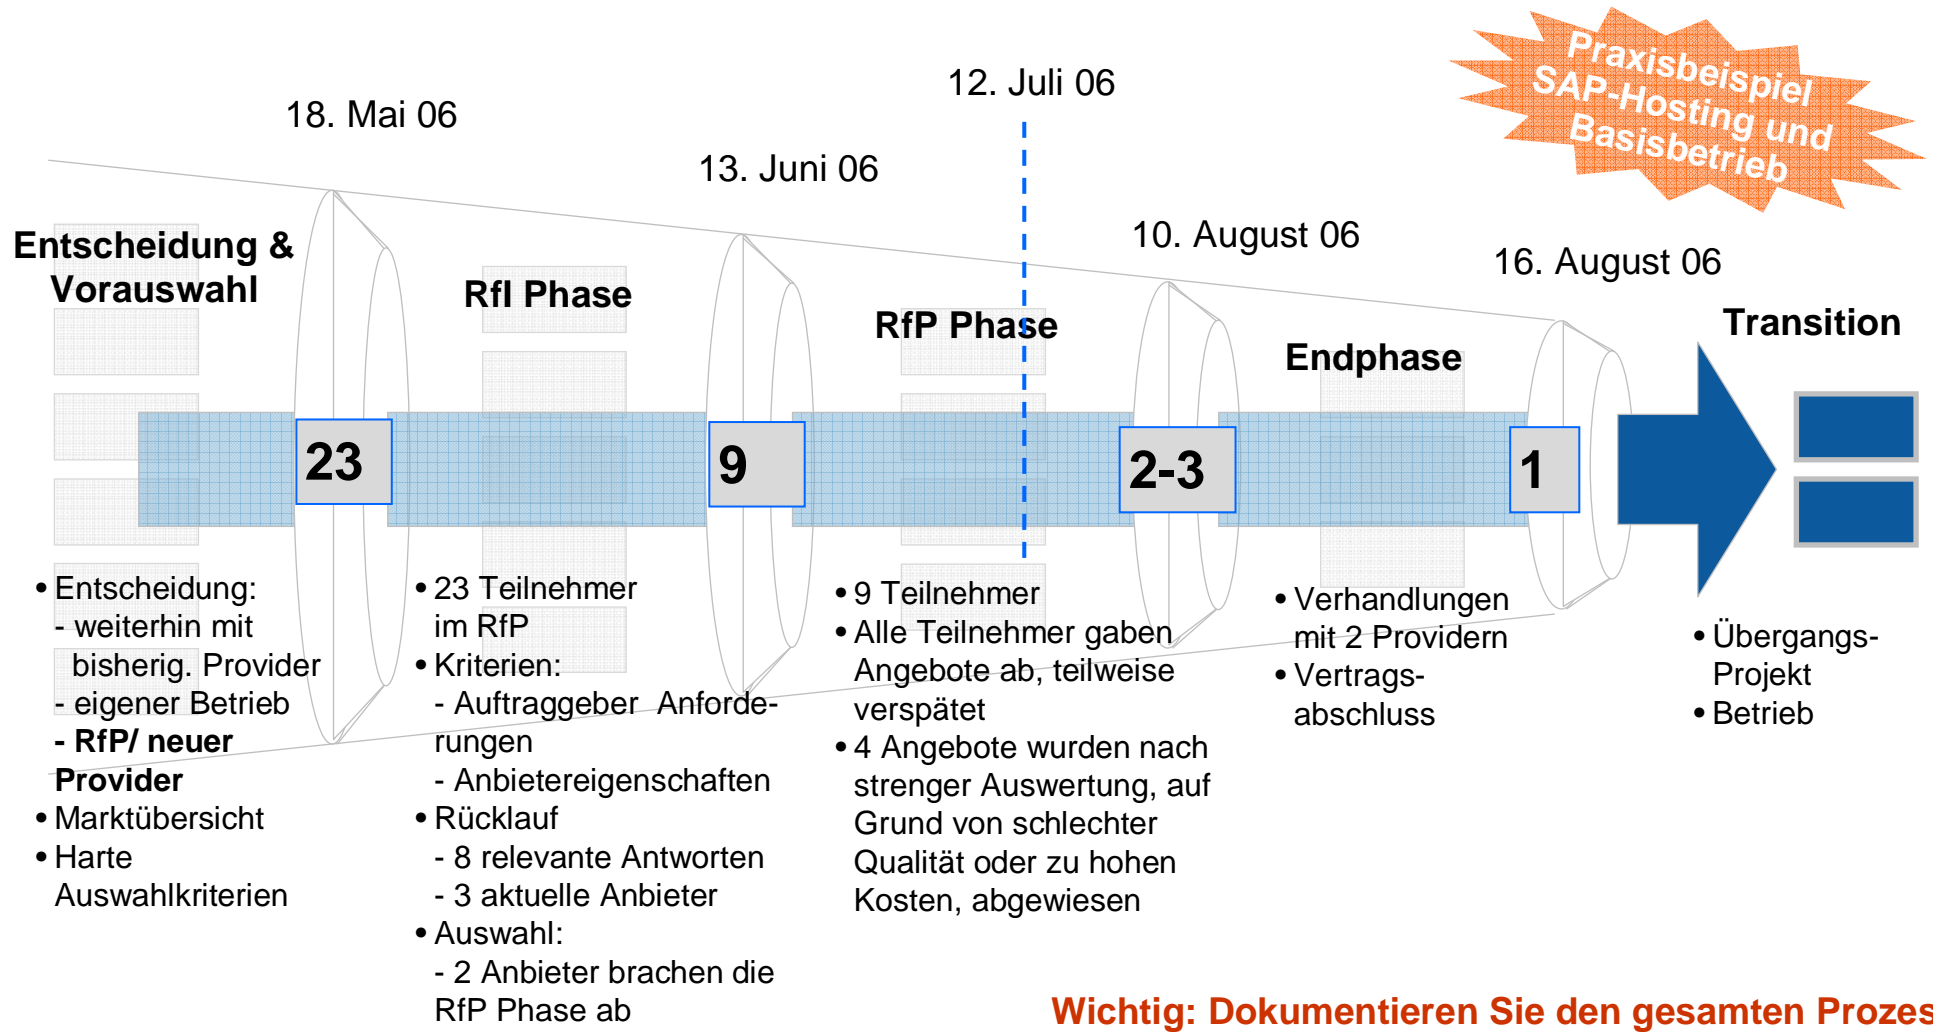 Praxisbeispiel
SAP-Hosting und
Basisbetrieb
18. Mai 06
13. Juni 06
12. Juli 06
10. August 06
16. August 06
Entscheidung &
Vorauswahl
RfI Phase
RfP Phase
Endphase
Transition
23
9
2-3
1
• Entscheidung:
- weiterhin mit
bisherig. Provider
- eigener Betrieb
- RfP/ neuer
Provider
• Marktübersicht
• Harte
Auswahlkriterien
• 23 Teilnehmer
im RfP
• Kriterien:
- Auftraggeber Anforde-
rungen
- Anbietereigenschaften
• Rücklauf
- 8 relevante Antworten
- 3 aktuelle Anbieter
• Auswahl:
- 2 Anbieter brachen die
RfP Phase ab
• 9 Teilnehmer
• Alle Teilnehmer gaben
Angebote ab, teilweise
verspätet
• 4 Angebote wurden nach
strenger Auswertung, auf
Grund von schlechter
Qualität oder zu hohen
Kosten, abgewiesen
• Verhandlungen
mit 2 Providern
• Vertrags-
abschluss
• Übergangs-
Projekt
• Betrieb
Wichtig: Dokumentieren Sie den gesamten Prozes